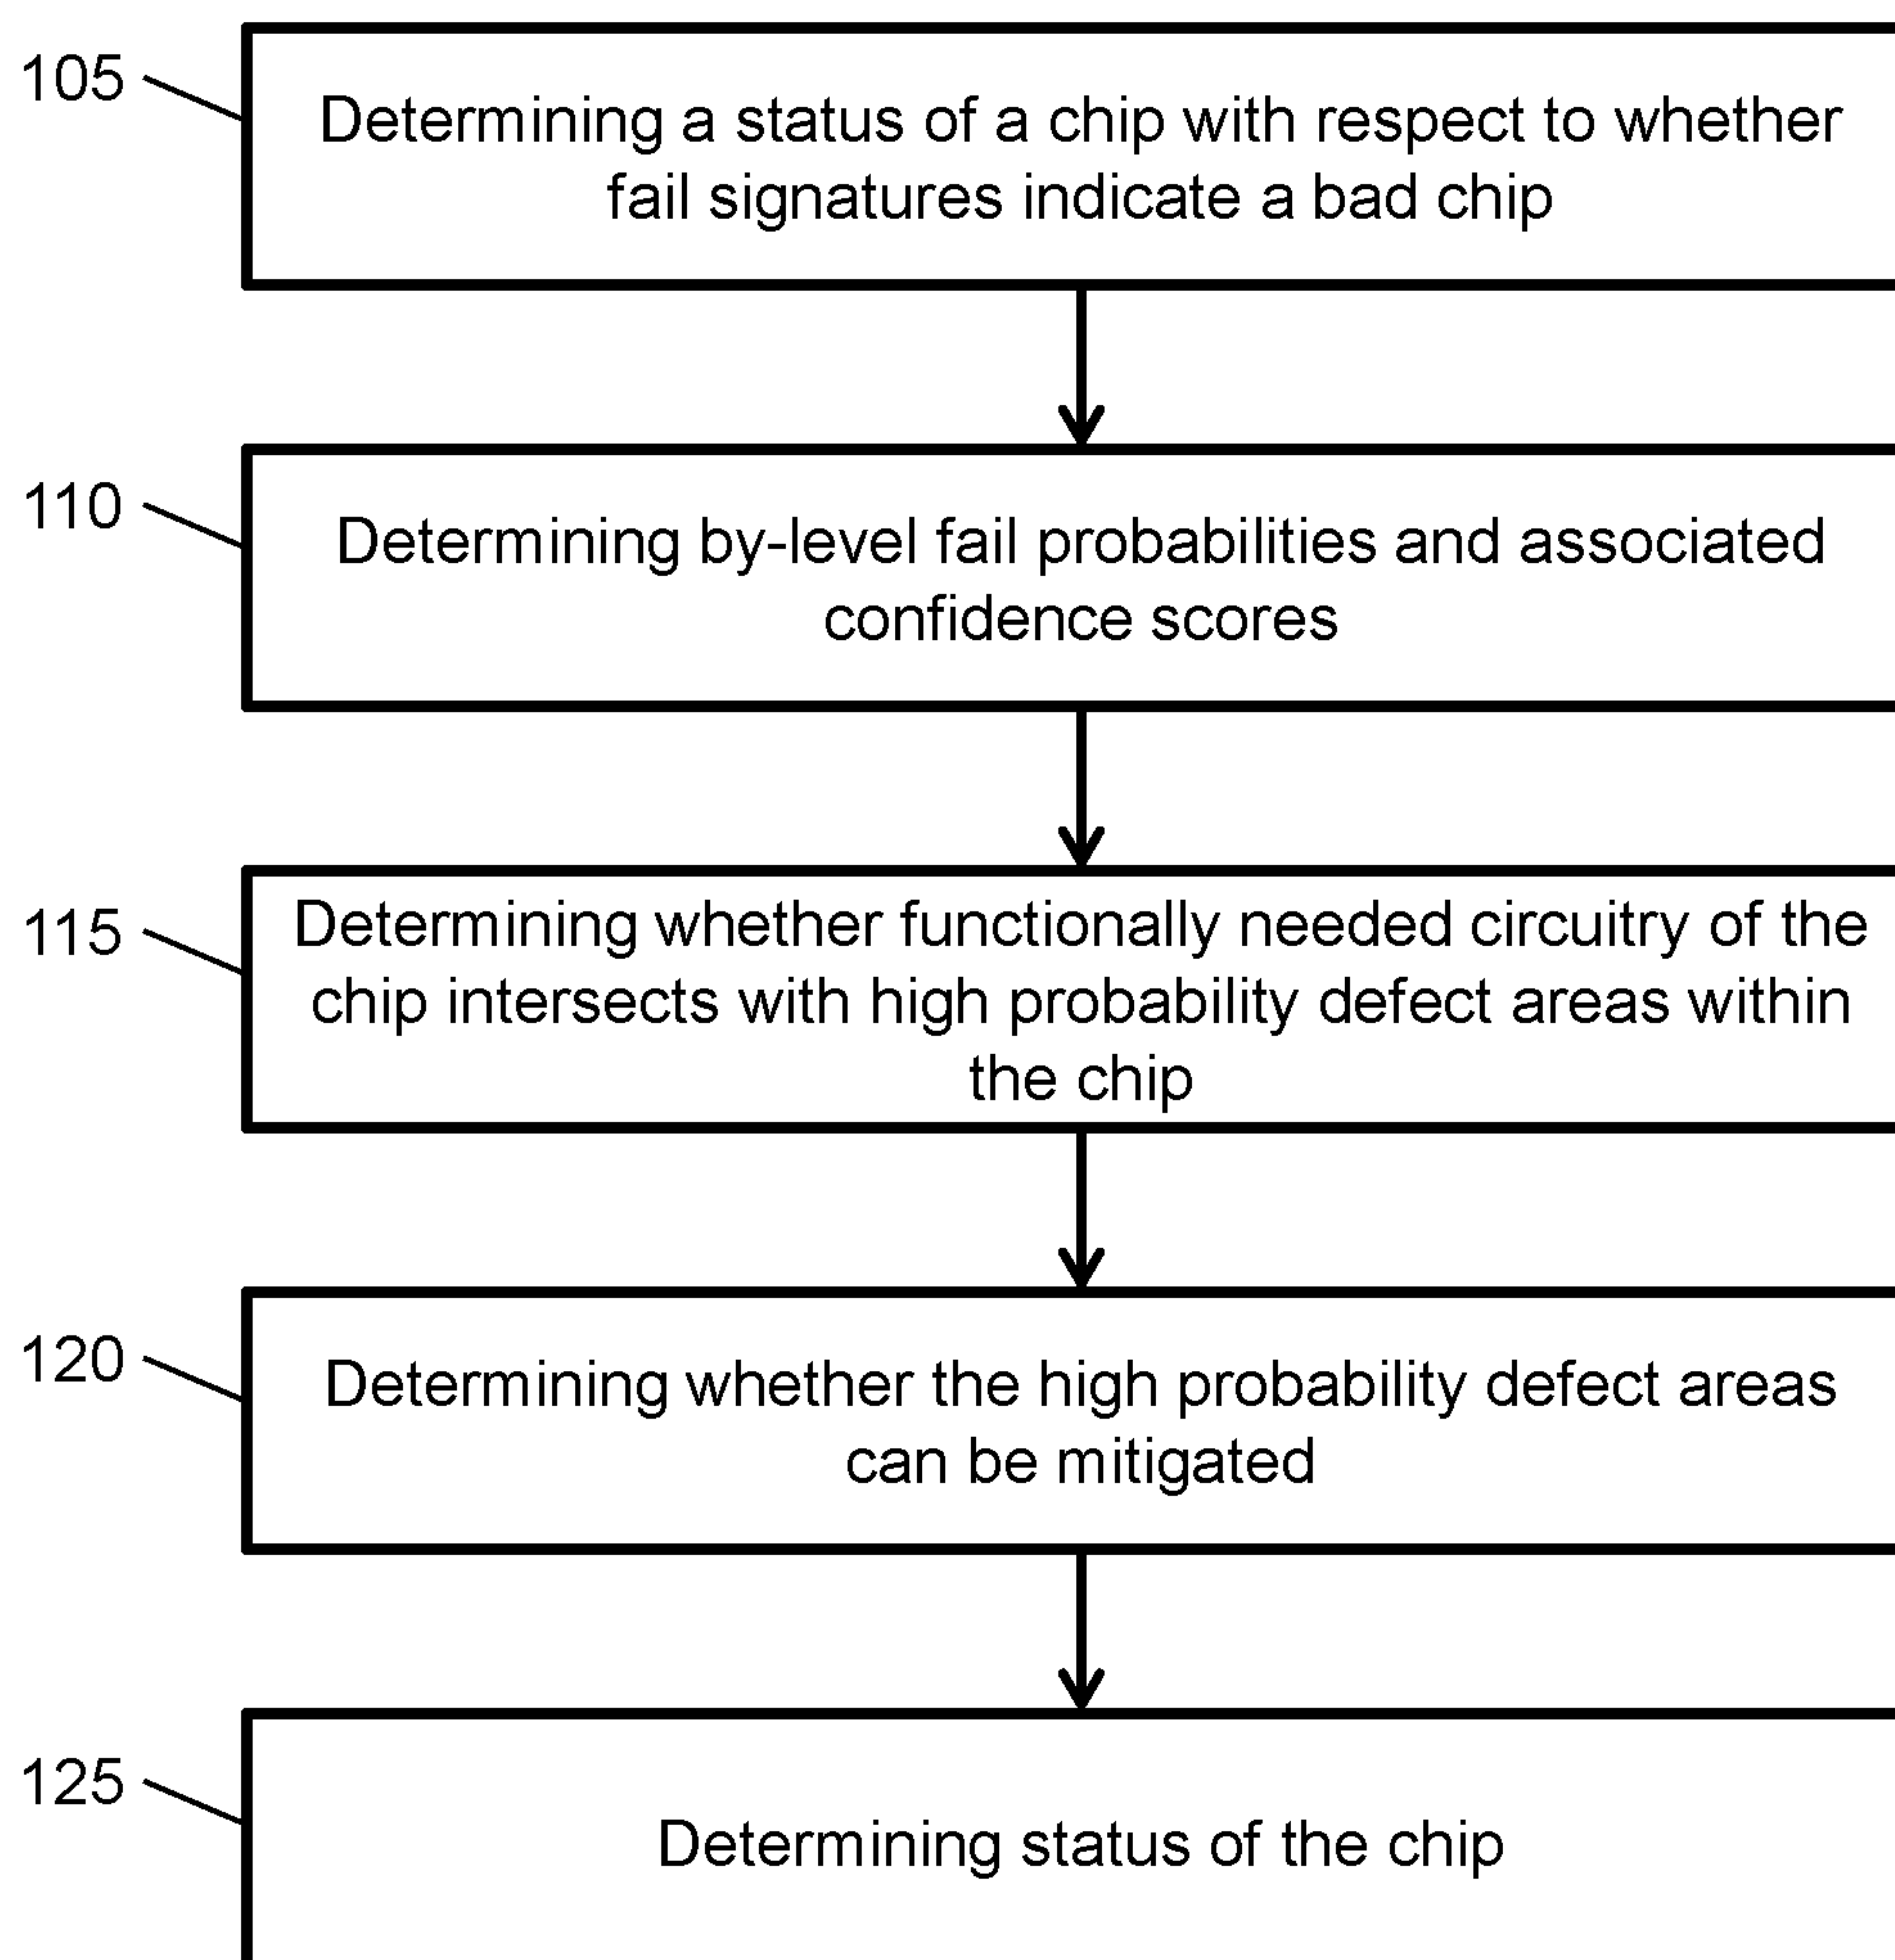 105
Determining a status of a chip with respect to whether
fail signatures indicate a bad chip
110
Determining by-level fail probabilities and associated
confidence scores
115
Determining whether functionally needed circuitry of the
chip intersects with high probability defect areas within
the chip
120
Determining whether the high probability defect areas
can be mitigated
125
Determining status of the chip